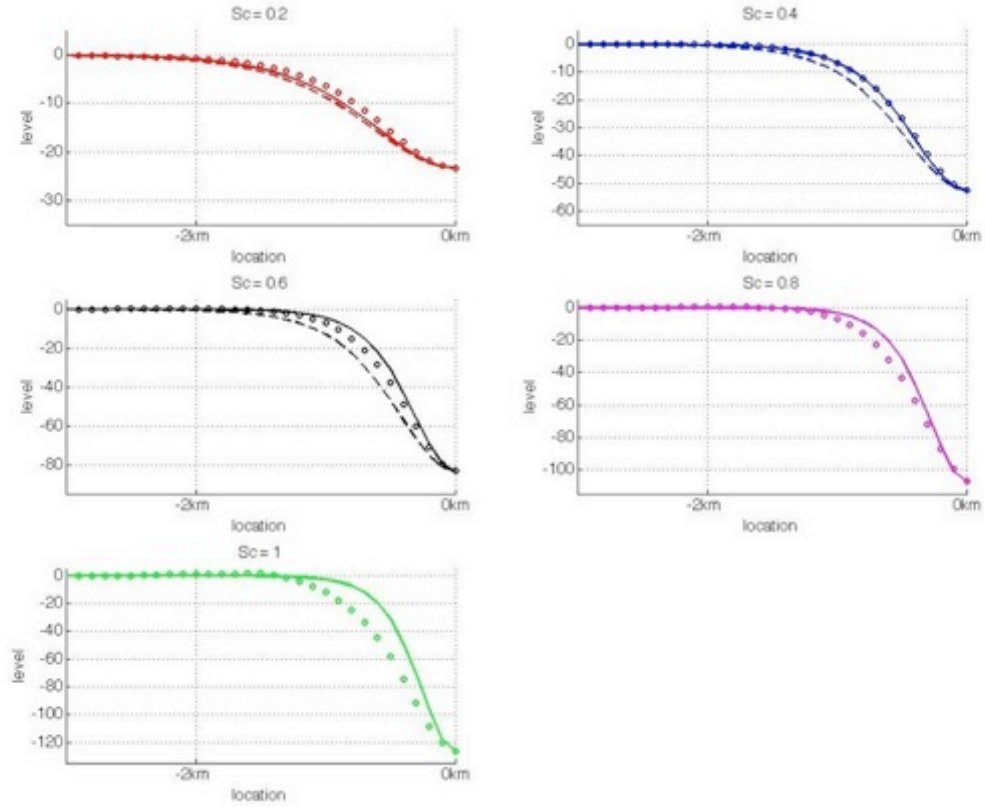 Sc = 0.2
0
-10
-20
-30
level
-2km
0km
location
Sc = 0.4
0
-10
-20
-30
-40
-50
-60
level
-2km
0km
location
Sc = 0.6
0
-20
-40
-60
-80
level
-2km
0km
location
Sc = 0.8
0
-20
-40
-60
-80
-100
level
-2km
0km
location
Sc = 1
0
-20
-40
-60
-80
-100
-120
level
-2km
0km
location